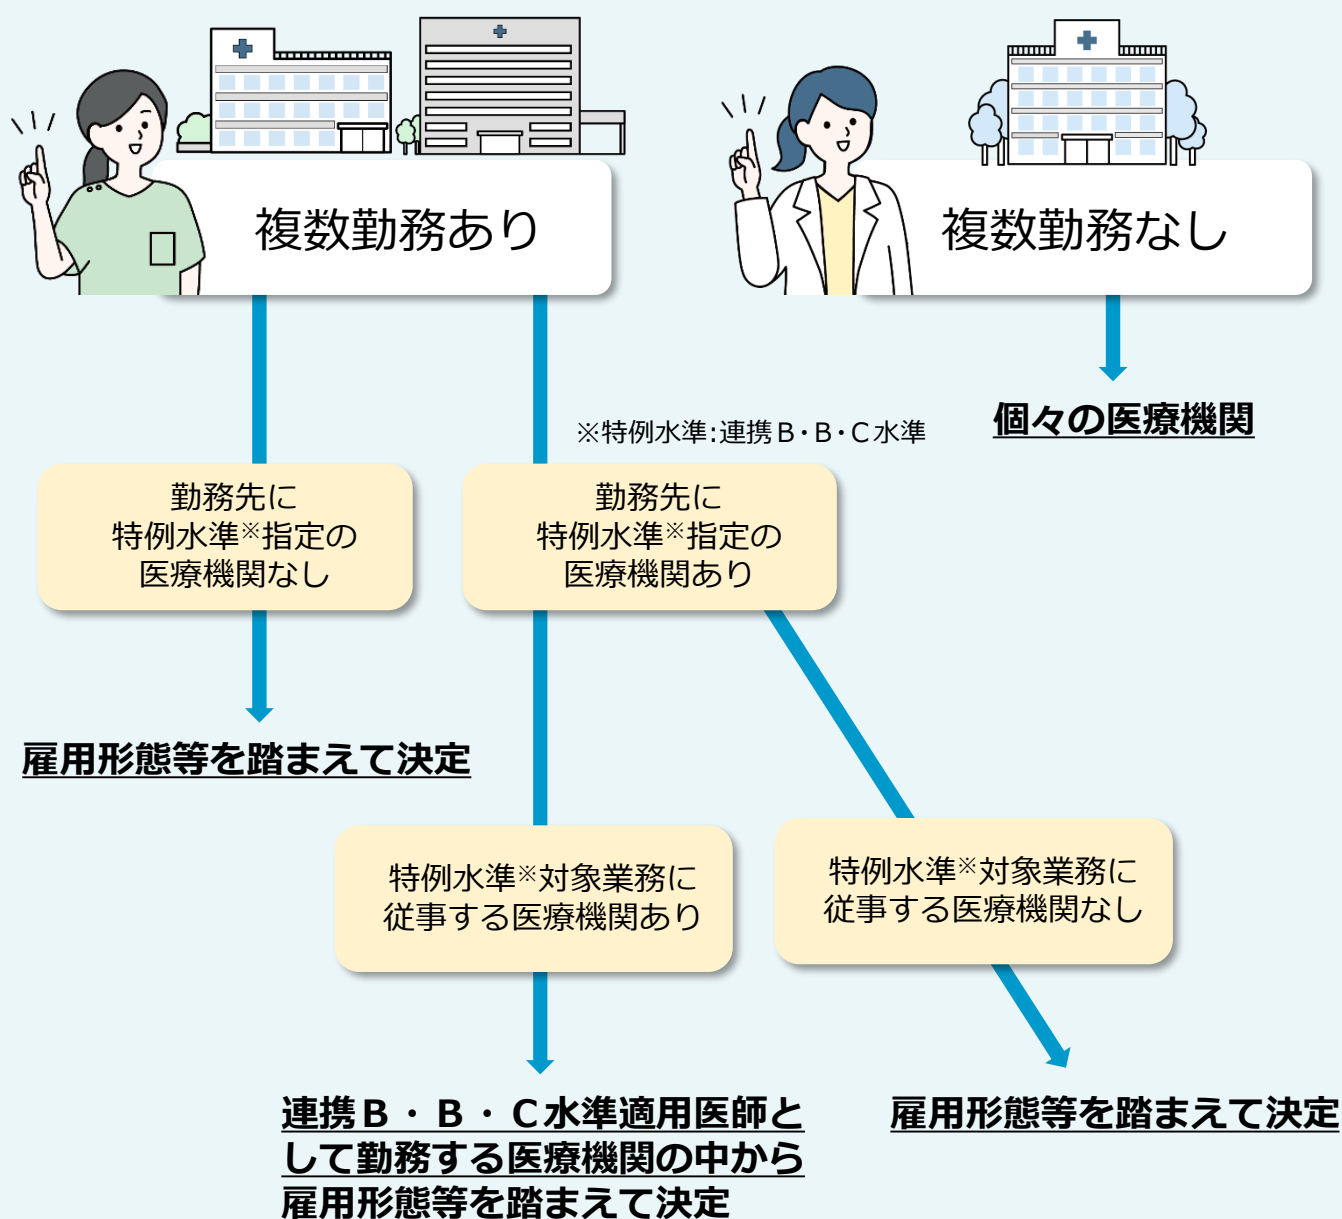 複数勤務あり
複数勤務なし
個々の医療機関
※特例水準:連携B・B・C水準
勤務先に
特例水準※指定の
医療機関なし
勤務先に
特例水準※指定の
医療機関あり
雇用形態等を踏まえて決定
特例水準※対象業務に
従事する医療機関あり
特例水準※対象業務に
従事する医療機関なし
連携B・B・C水準適用医師と
して勤務する医療機関の中から
雇用形態等を踏まえて決定
雇用形態等を踏まえて決定